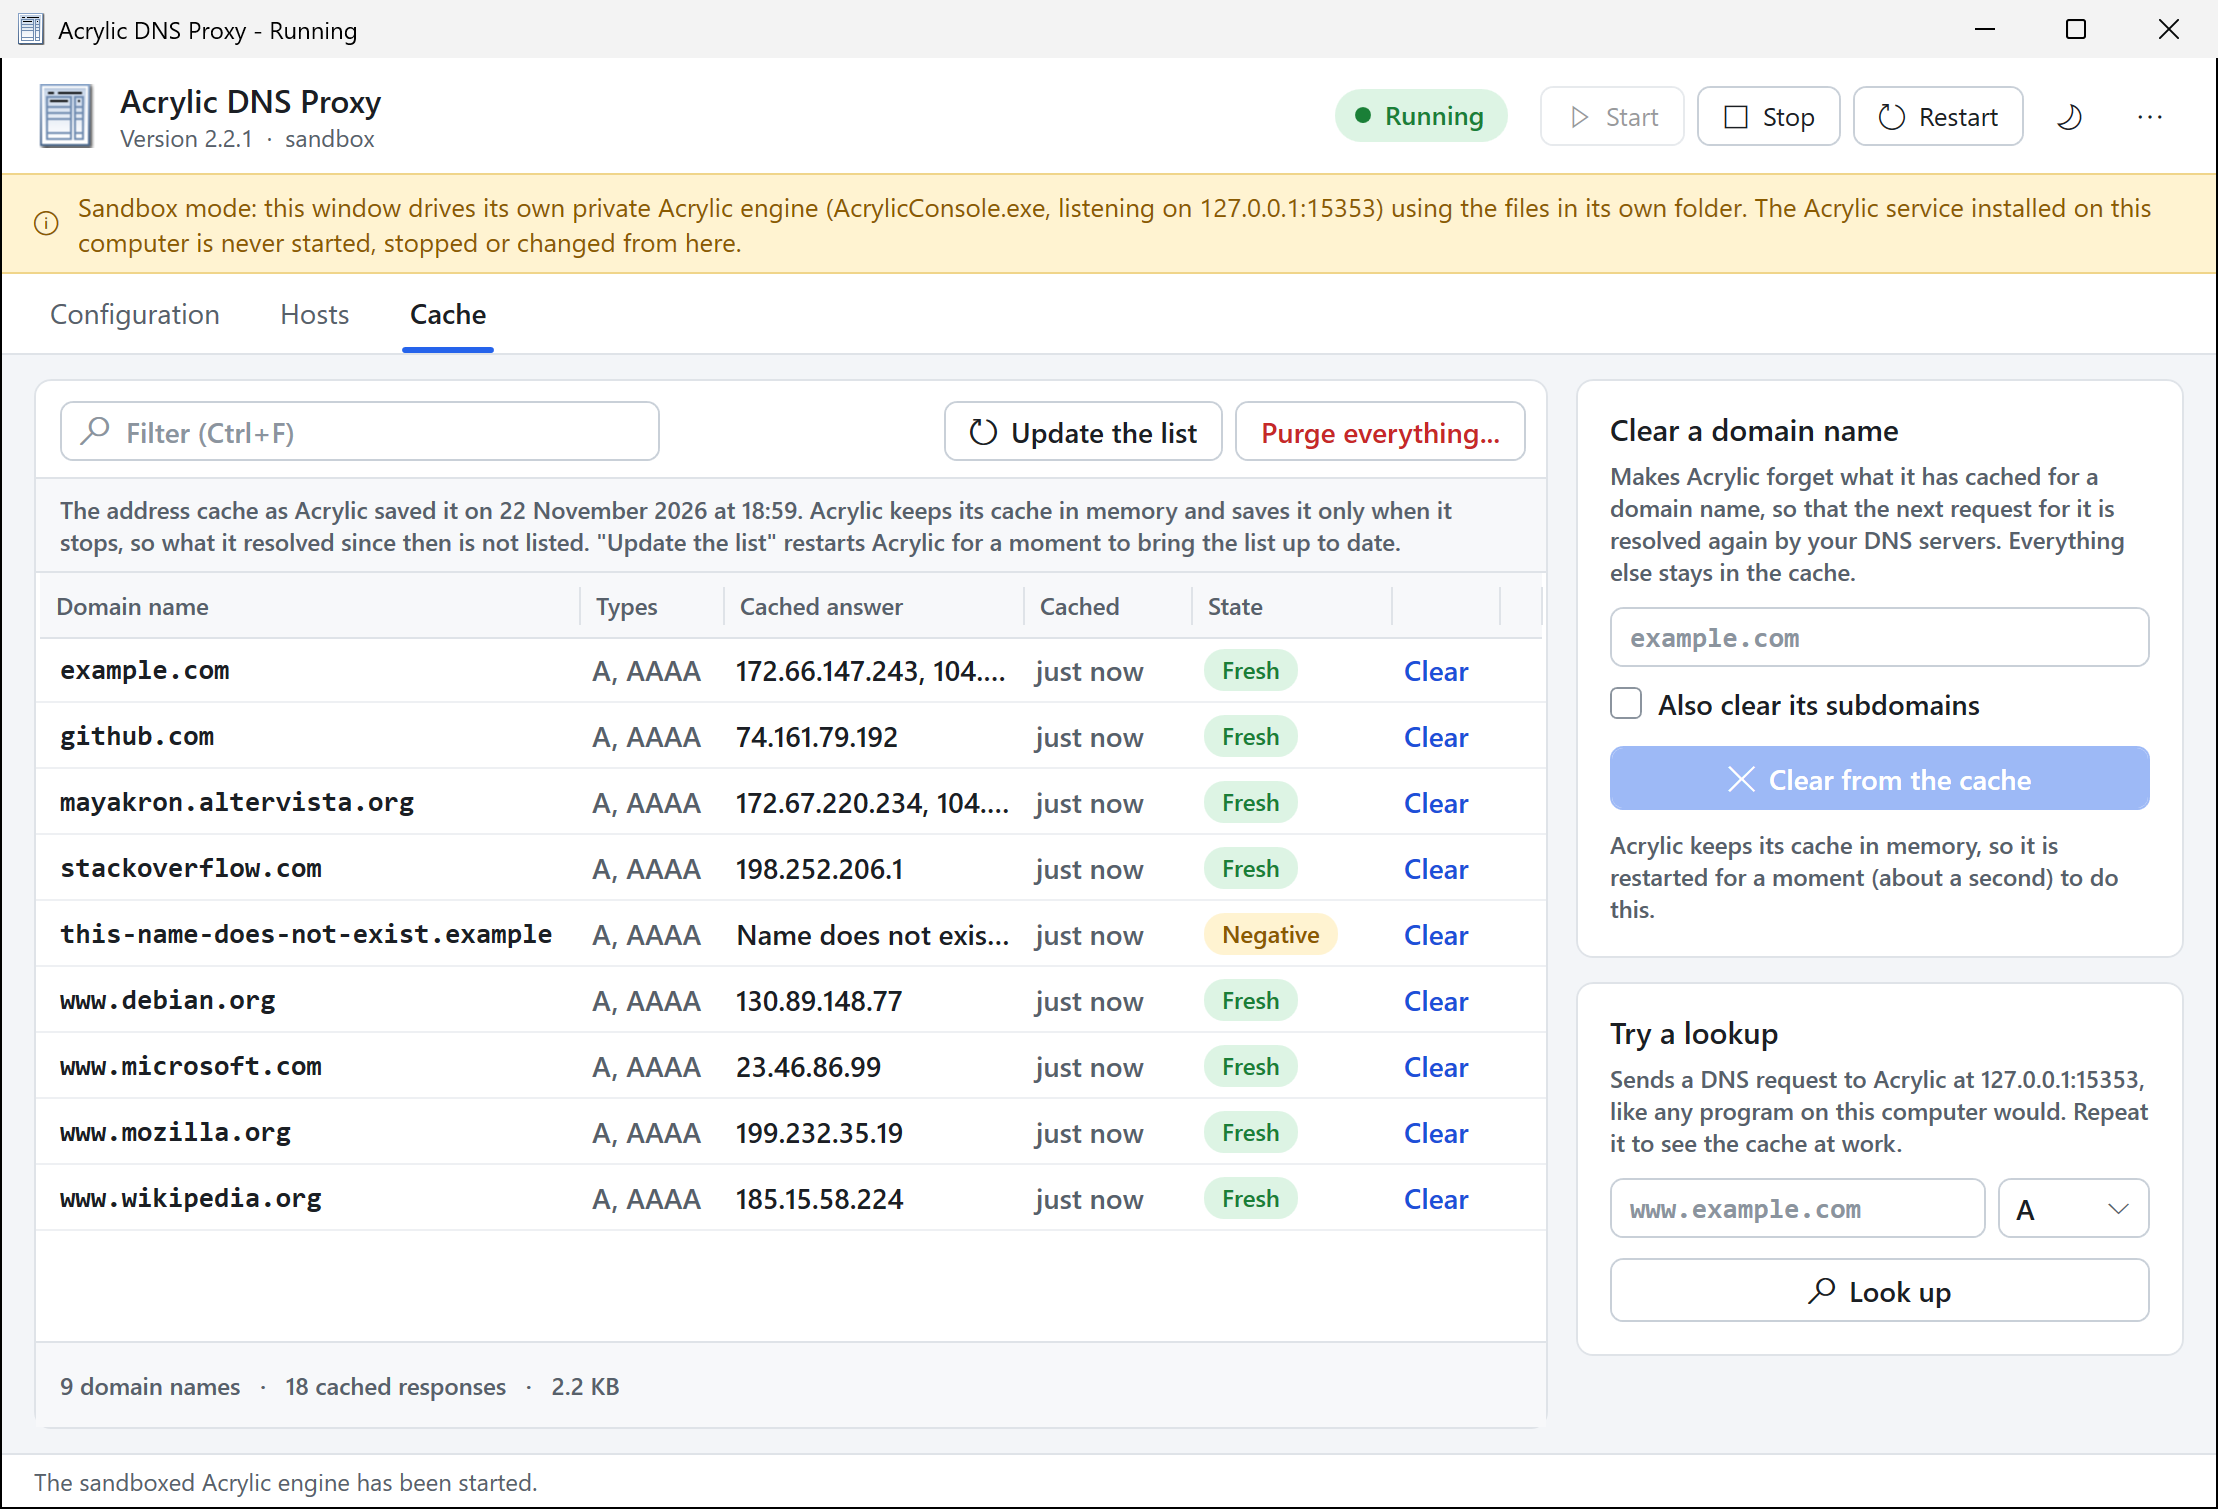 Acrylic DNS Proxy - Running
Acrylic DNS Proxy
Version 2.2.1 · sandbox
Running
Start
Stop
Restart
Sandbox mode: this window drives its own private Acrylic engine (AcrylicConsole.exe, listening on 127.0.0.1:15353) using the files in its own folder. The Acrylic service installed on this
computer is never started, stopped or changed from here.
Configuration
Hosts
Cache
Filter (Ctrl+F)
Update the list
Purge everything...
The address cache as Acrylic saved it on 22 November 2026 at 18:59. Acrylic keeps its cache in memory and saves it only when it
stops, so what it resolved since then is not listed. "Update the list" restarts Acrylic for a moment to bring the list up to date.
Domain name Types Cached answer Cached State
example.com A, AAAA 172.66.147.243, 104.... just now Fresh Clear
github.com A, AAAA 74.161.79.192 just now Fresh Clear
mayakron.altervista.org A, AAAA 172.67.220.234, 104.... just now Fresh Clear
stackoverflow.com A, AAAA 198.252.206.1 just now Fresh Clear
this-name-does-not-exist.example A, AAAA Name does not exis... just now Negative Clear
www.debian.org A, AAAA 130.89.148.77 just now Fresh Clear
www.microsoft.com A, AAAA 23.46.86.99 just now Fresh Clear
www.mozilla.org A, AAAA 199.232.35.19 just now Fresh Clear
www.wikipedia.org A, AAAA 185.15.58.224 just now Fresh Clear
9 domain names · 18 cached responses · 2.2 KB
Clear a domain name
Makes Acrylic forget what it has cached for a
domain name, so that the next request for it is
resolved again by your DNS servers. Everything
else stays in the cache.
example.com
Also clear its subdomains
Clear from the cache
Acrylic keeps its cache in memory, so it is
restarted for a moment (about a second) to do
this.
Try a lookup
Sends a DNS request to Acrylic at 127.0.0.1:15353,
like any program on this computer would. Repeat
it to see the cache at work.
www.example.com
A
Look up
The sandboxed Acrylic engine has been started.